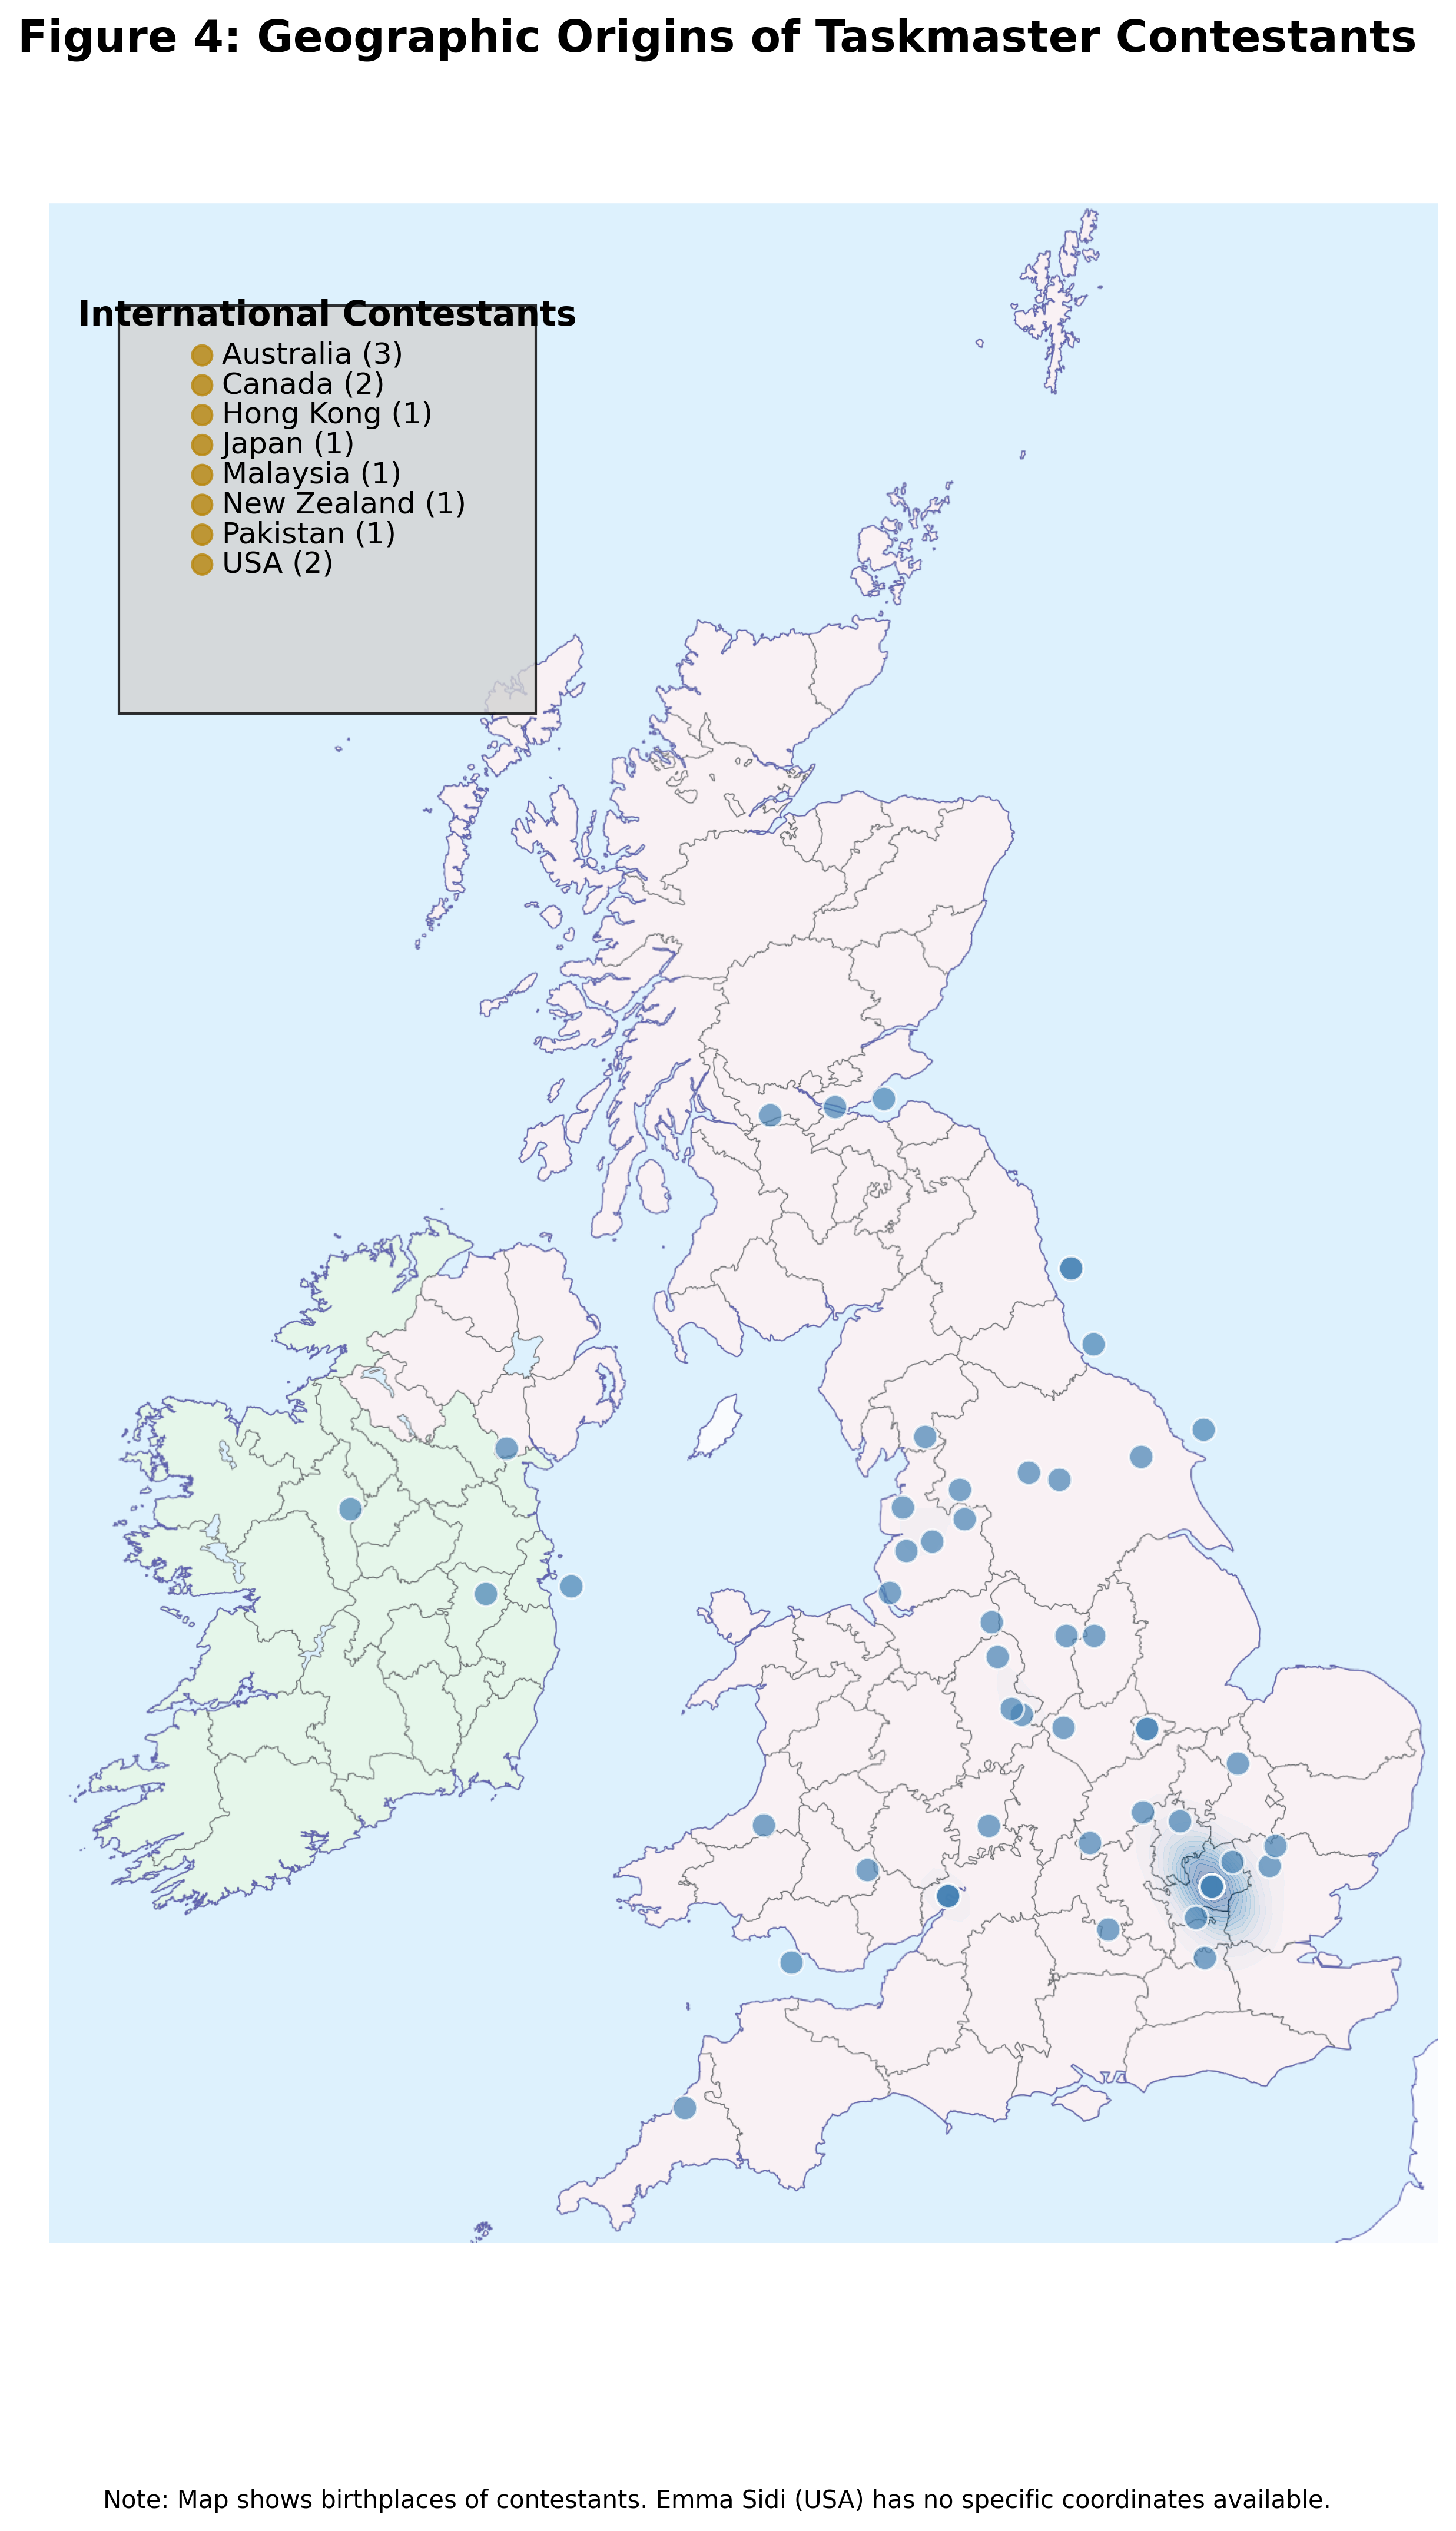 Figure 4: Geographic Origins of Taskmaster Contestants
International Contestants
Australia (3)
Canada (2)
Hong Kong (1)
Japan (1)
Malaysia (1)
New Zealand (1)
Pakistan (1)
USA (2)
Note: Map shows birthplaces of contestants. Emma Sidi (USA) has no specific coordinates available.